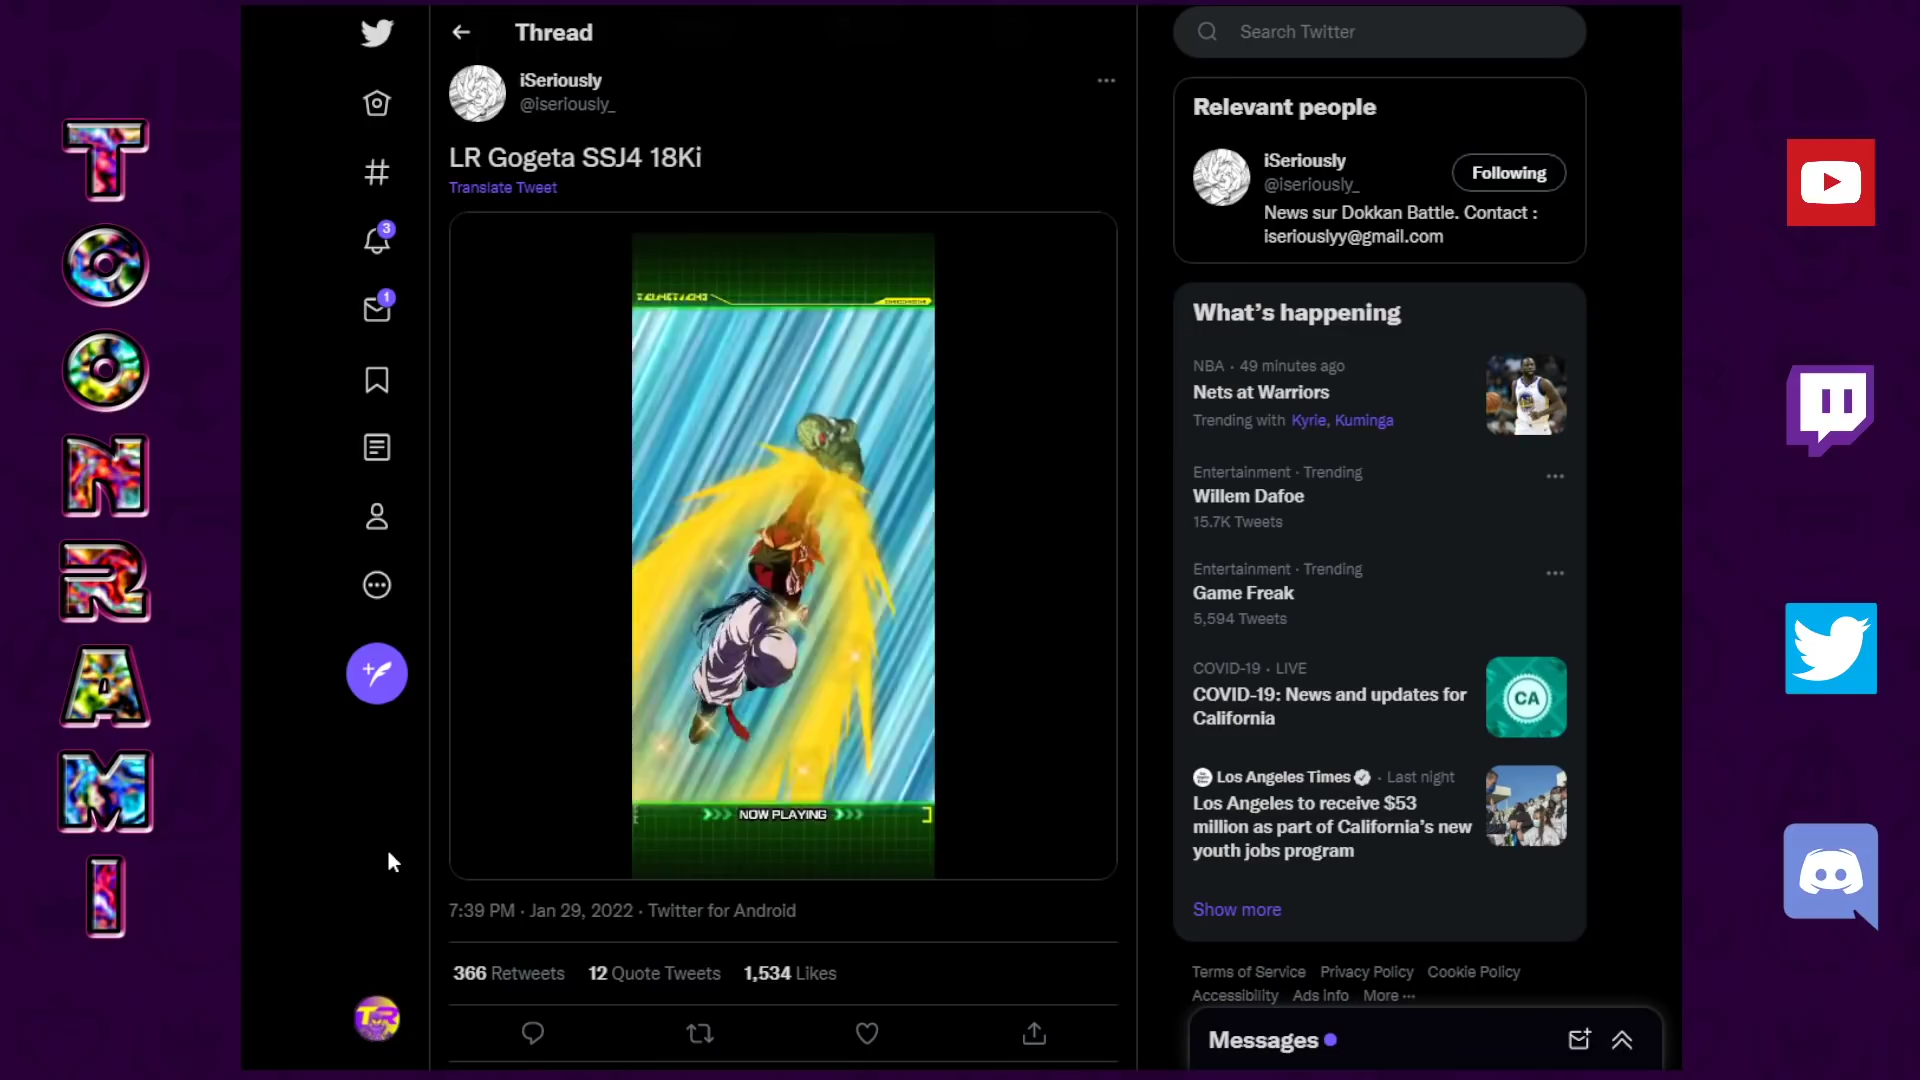 TOONRAMI
Thread
iSeriously
@iseriously_
LR Gogeta SSJ4 18Ki
Translate Tweet
3
1
NOW PLAYING
7:39 PM · Jan 29, 2022 · Twitter for Android
366 Retweets 12 Quote Tweets 1,534 Likes
TR
Search Twitter
Relevant people
iSeriously
@iseriously_
Following
News sur Dokkan Battle. Contact :
iseriouslyy@gmail.com
What's happening
NBA · 49 minutes ago
Nets at Warriors
Trending with Kyrie, Kuminga
Entertainment · Trending
Willem Dafoe
15.7K Tweets
Entertainment · Trending
Game Freak
5,594 Tweets
COVID-19 · LIVE
COVID-19: News and updates for
California
CA
Los Angeles Times · Last night
Los Angeles to receive $53
million as part of California's new
youth jobs program
Show more
Terms of Service Privacy Policy Cookie Policy
Accessibility Ads info More ···
Messages